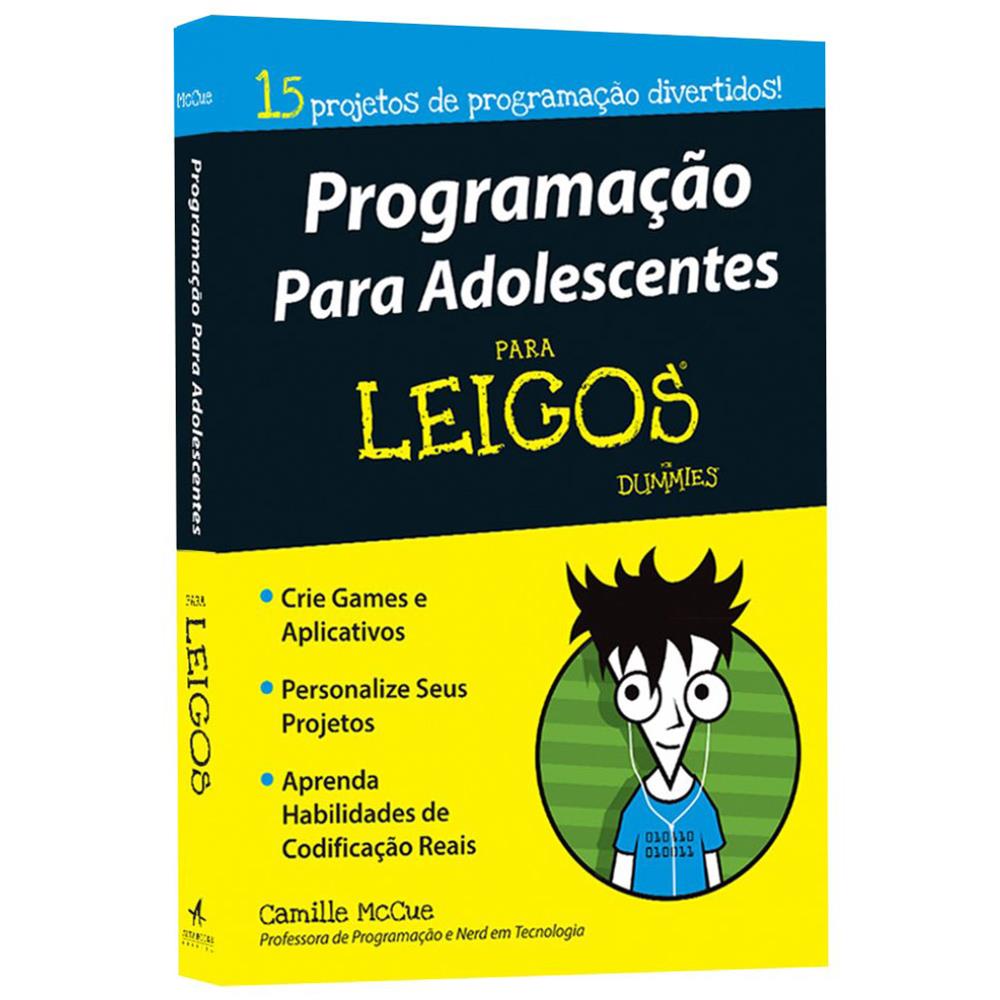 McCue
Programação Para Adolescentes
PARA
LEIGOS
15 projetos de programação divertidos!
Programação
Para Adolescentes
PARA
LEIGOS®
FOR
DUMMIES
• Crie Games e
Aplicativos
• Personalize Seus
Projetos
• Aprenda
Habilidades de
Codificação Reais
010110
010011
Camille McCue
Professora de Programação e Nerd em Tecnologia